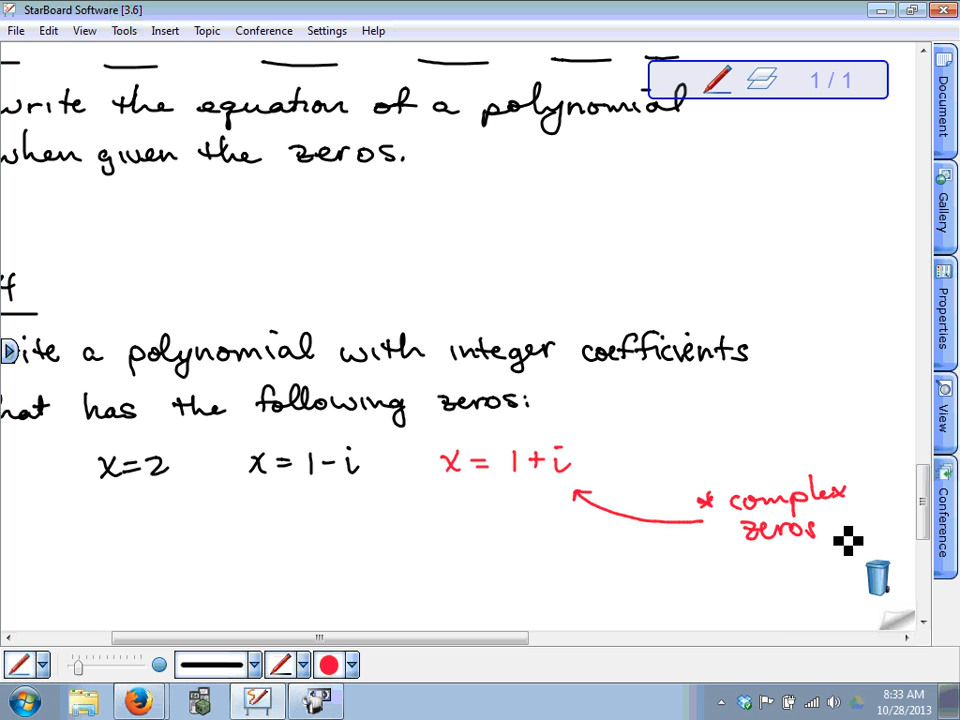 StarBoard Software [3.6]
File Edit View Tools Insert Topic Conference Settings Help
1 / 1
write the equation of a polynomial
when given the zeros.
ite a polynomial with integer coefficients
hat has the following zeros:
x=2 x = 1 - i x = 1 + i
* complex
zeros
Document
Gallery
Properties
View
Conference
8:33 AM
10/28/2013